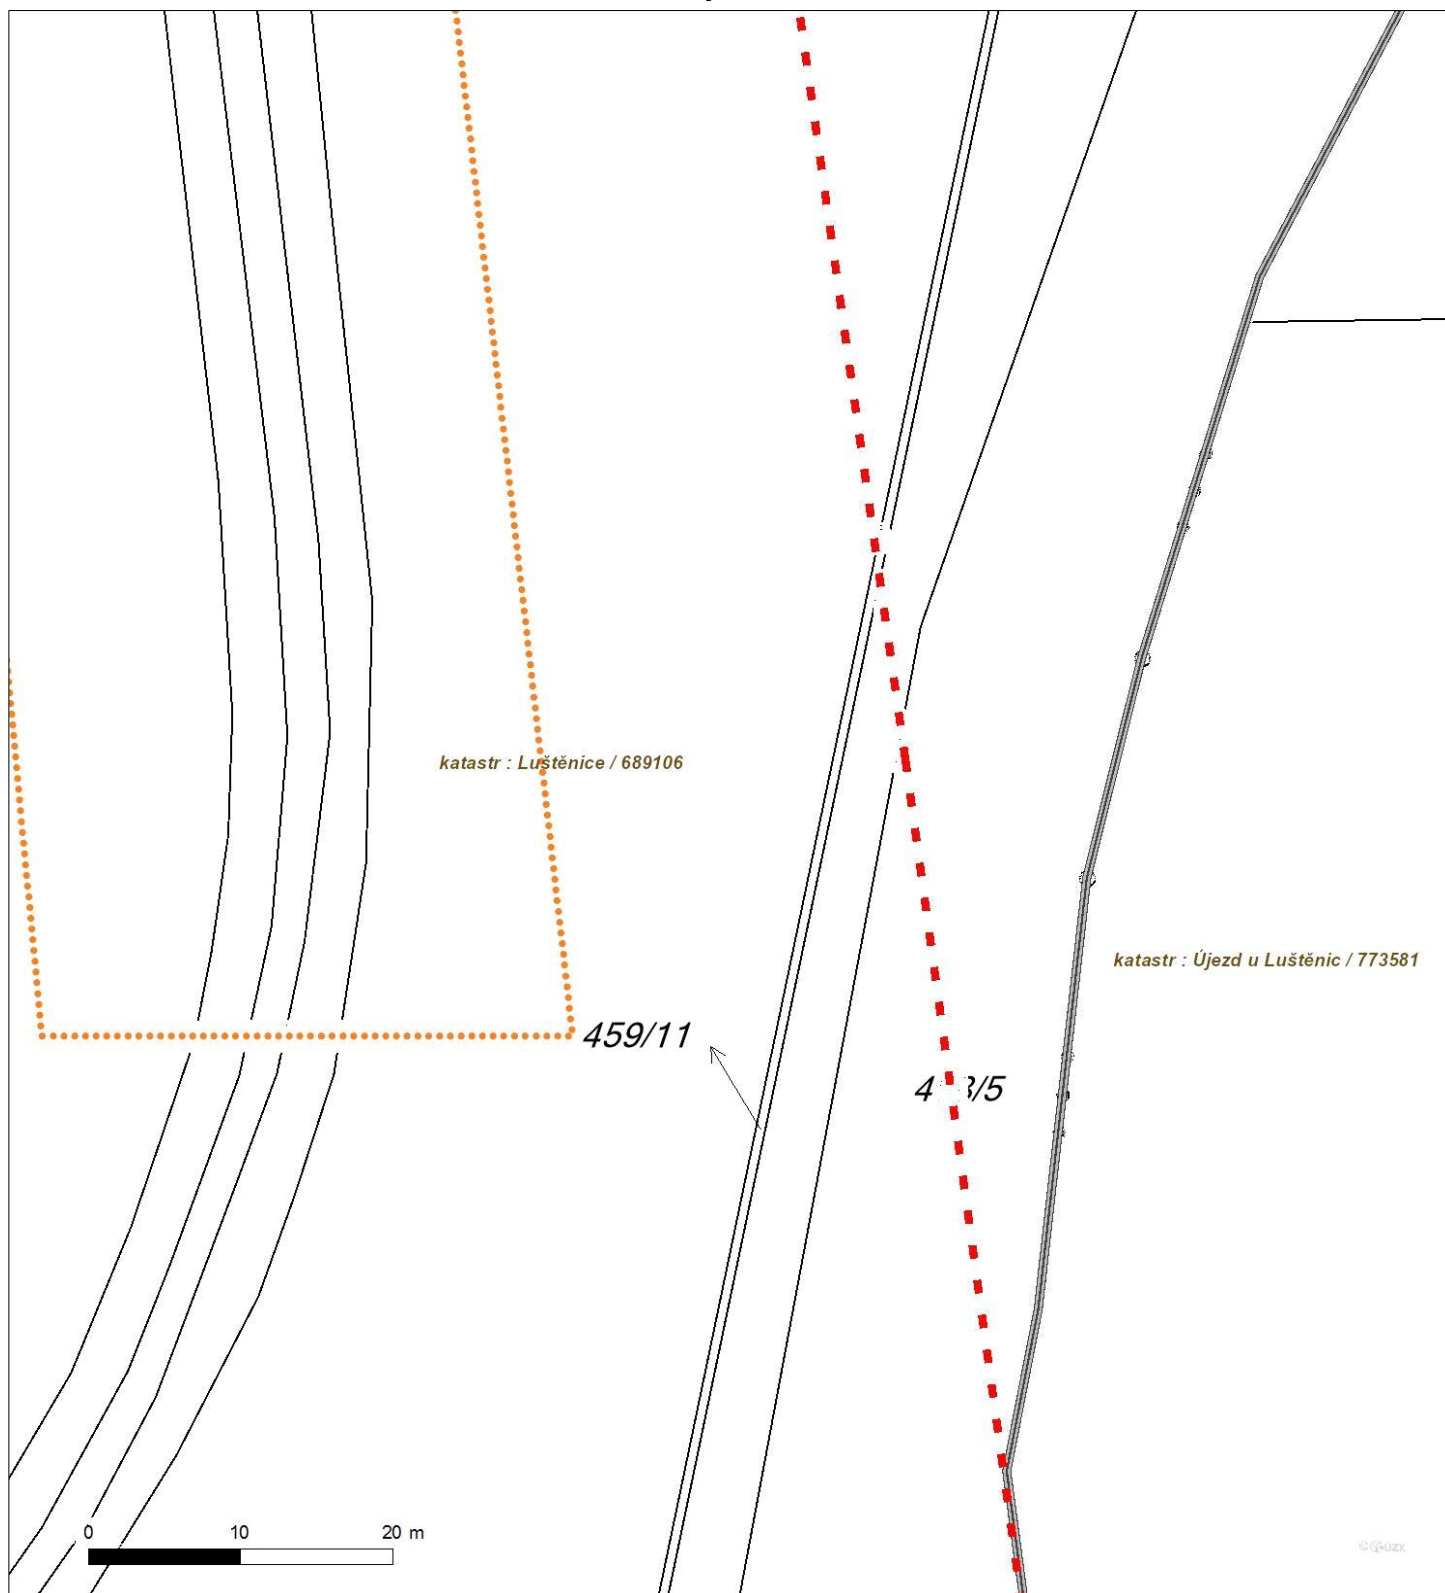 katastr : Luštěnice / 689106
katastr : Újezd u Luštěnic / 773581
459/11
0 10 20 m